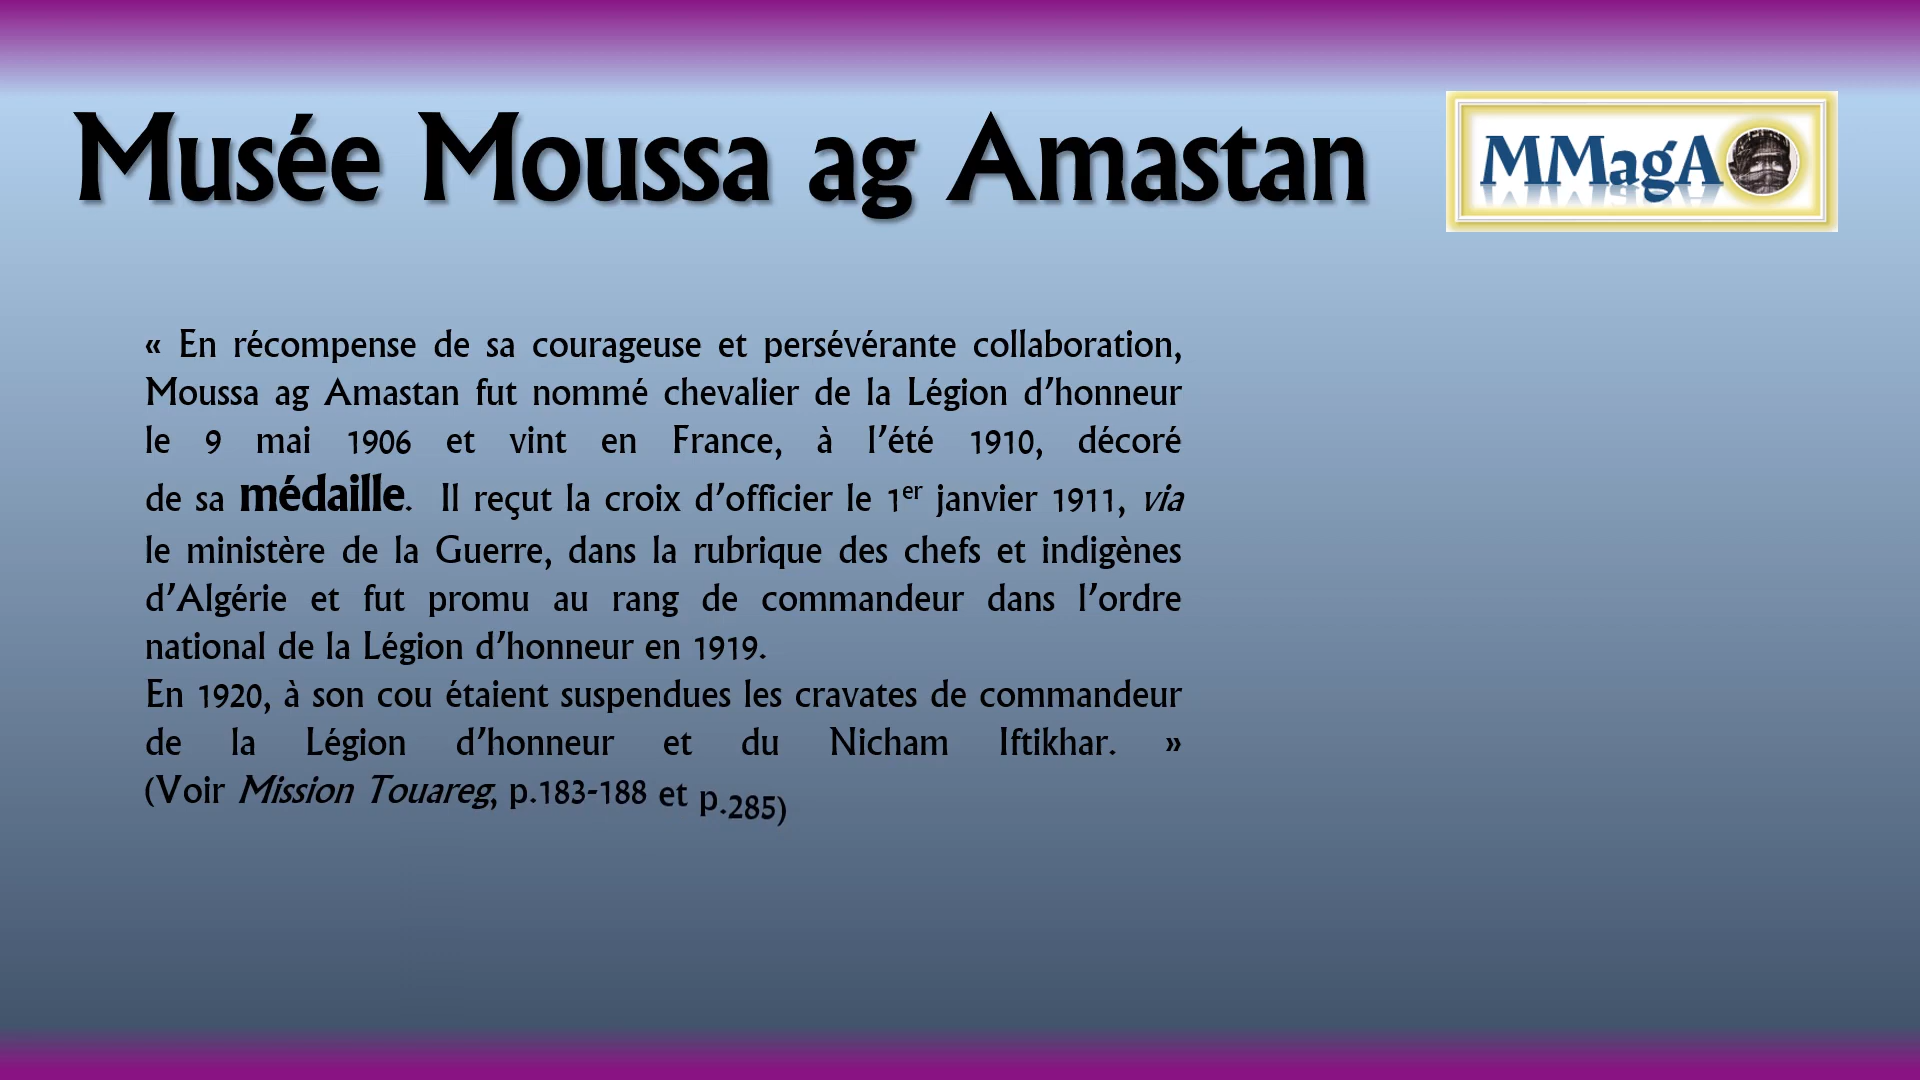 Musée Moussa ag Amastan
MMagA
« En récompense de sa courageuse et persévérante collaboration,
Moussa ag Amastan fut nommé chevalier de la Légion d’honneur
le 9 mai 1906 et vint en France, à l’été 1910, décoré
de sa médaille. Il reçut la croix d’officier le 1er janvier 1911, via
le ministère de la Guerre, dans la rubrique des chefs et indigènes
d’Algérie et fut promu au rang de commandeur dans l’ordre
national de la Légion d’honneur en 1919.
En 1920, à son cou étaient suspendues les cravates de commandeur
de la Légion d’honneur et du Nicham Iftikhar. »
(Voir Mission Touareg, p.183-188 et p.285)